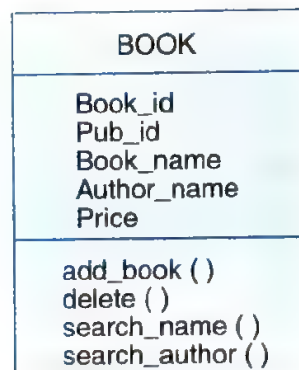 BOOK
Book_id
Pub_id
Book_name
Author_name
Price
add_book ( )
delete ( )
search_name ( )
search_author ( )